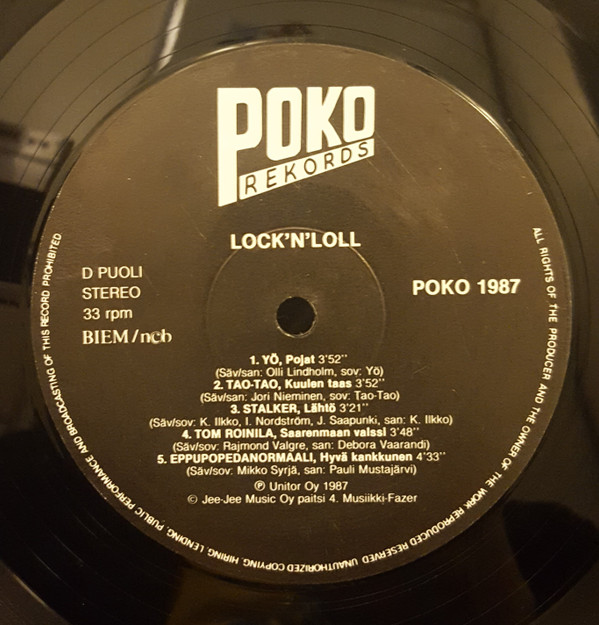 POKO
REKORDS
LOCK'N'LOLL
D PUOLI
STEREO
33 rpm
BIEM/ncb
POKO 1987
1. YÖ, Pojat 3'52''
(Säv/san: Olli Lindholm, sov: Yö)
2. TAO-TAO, Kuulen taas 3'52''
(Säv/san: Jori Nieminen, sov: Tao-Tao)
3. STALKER, Lähtö 3'21''
(Säv/sov: K. Ilkko, I. Nordström, J. Saapunki, san: K. Ilkko)
4. TOM ROINILA, Saarenmaan valssi 3'48''
(Säv/sov: Rajmond Valgre, san: Debora Vaarandi)
5. EPPUPOPEDANORMAALI, Hyvä kankkunen 4'33''
(Säv/sov: Mikko Syrjä, san: Pauli Mustajärvi)
℗ Unitor Oy 1987
© Jee-Jee Music Oy paitsi 4. Musiikki-Fazer
ALL RIGHTS OF THE PRODUCER AND THE OWNER OF THE WORK REPRODUCED RESERVED. UNAUTHORIZED COPYING, HIRING, LENDING, PUBLIC PERFORMANCE AND BROADCASTING OF THIS RECORD PROHIBITED